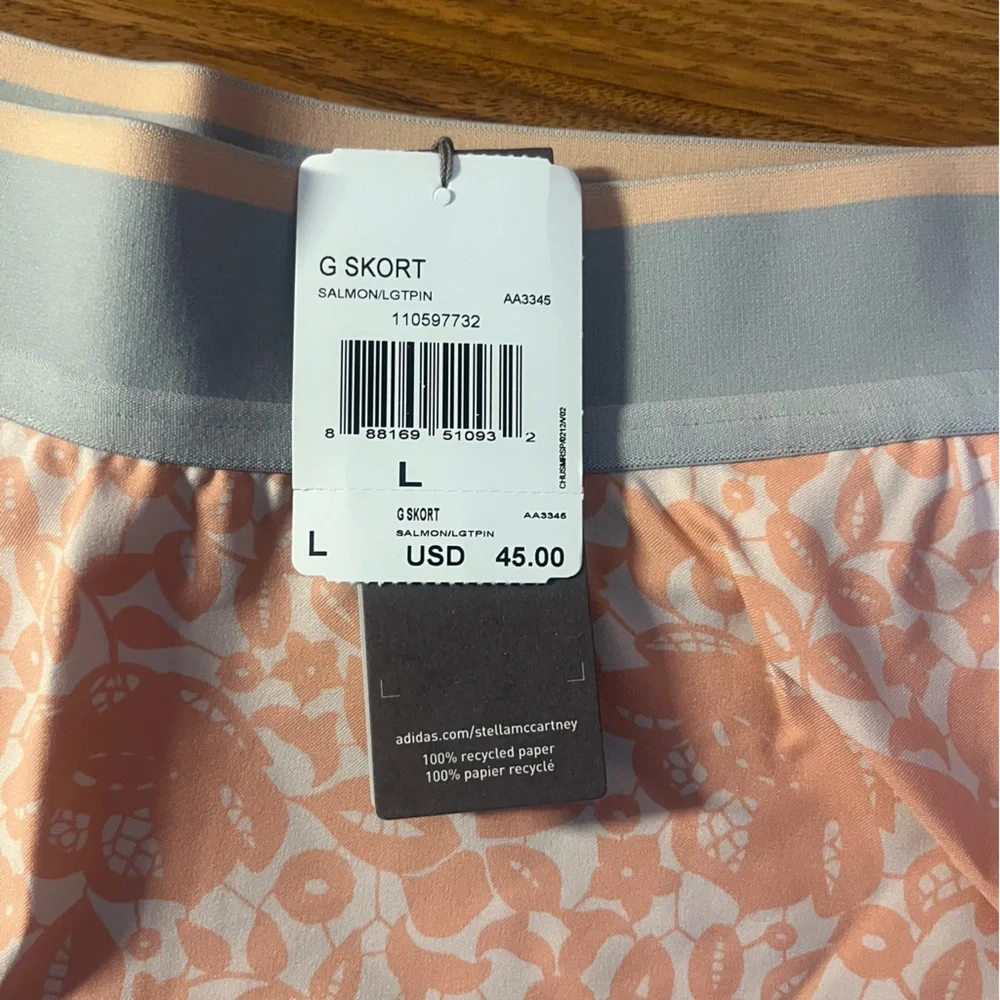 G SKORT
SALMON/LGTPIN AA3345
110597732
8 88169 51093 2
L
G SKORT AA3345
SALMON/LGTPIN
L USD 45.00
adidas.com/stellamccartney
100% recycled paper
100% papier recyclé